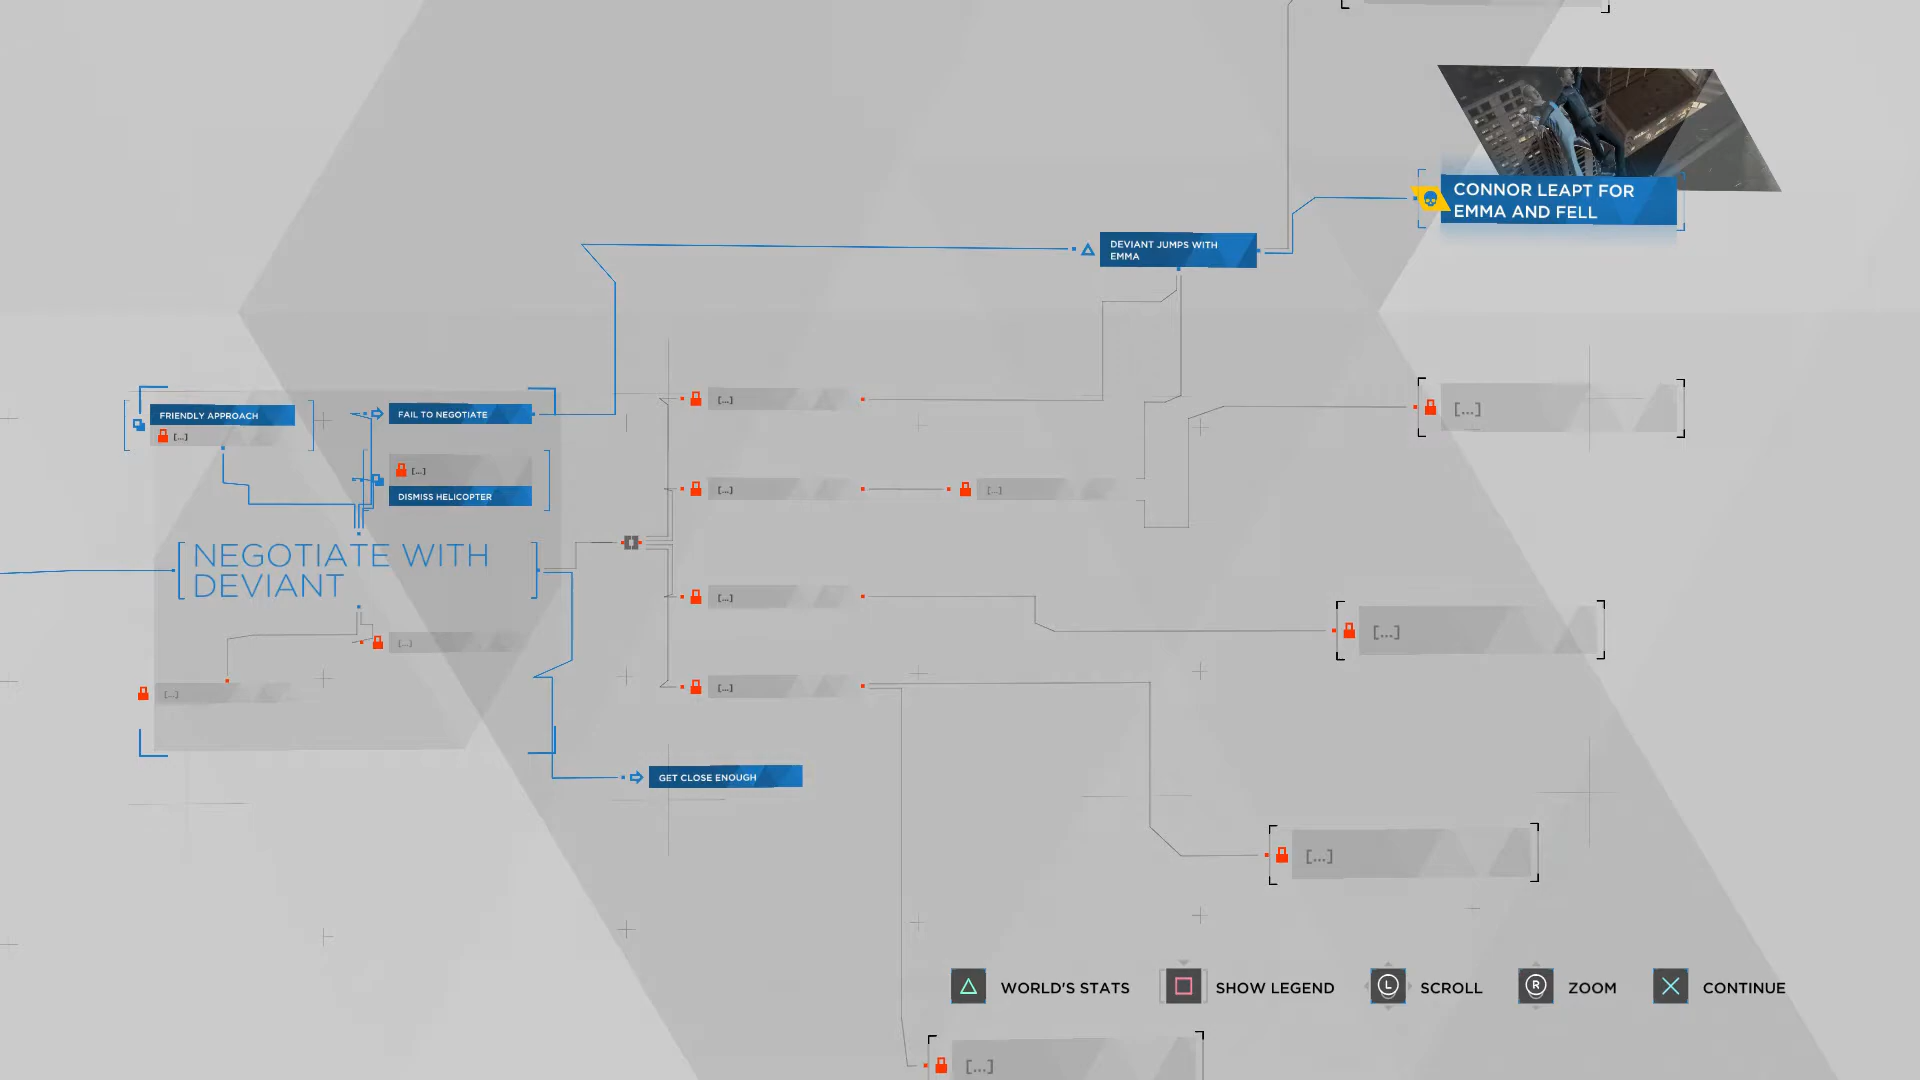 CONNOR LEAPT FOR
EMMA AND FELL
DEVIANT JUMPS WITH
EMMA
FRIENDLY APPROACH
[...]
FAIL TO NEGOTIATE
[...]
DISMISS HELICOPTER
NEGOTIATE WITH
DEVIANT
[...]
[...]
[...]
[...]
[...]
[...]
[...]
GET CLOSE ENOUGH
[...]
[...]
[...]
[...]
WORLD'S STATS
SHOW LEGEND
L
SCROLL
R
ZOOM
CONTINUE